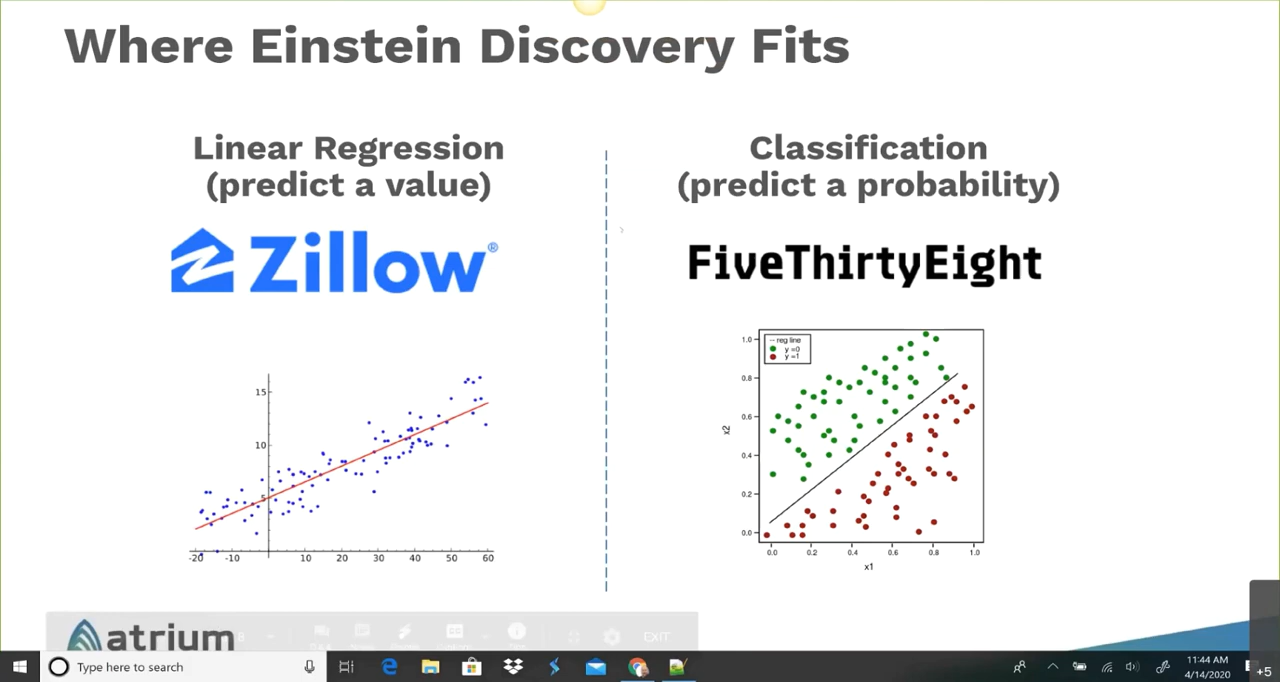 Where Einstein Discovery Fits
Linear Regression
(predict a value)
Zillow®
15
10
5
-20 -10 10 20 30 40 50 60
Classification
(predict a probability)
FiveThirtyEight
-- reg line
y =0
y =1
1.0
0.8
0.6
0.4
0.2
0.0
x2
0.0 0.2 0.4 0.6 0.8 1.0
x1
atrium
EXIT
Type here to search
11:44 AM
4/14/2020
+5